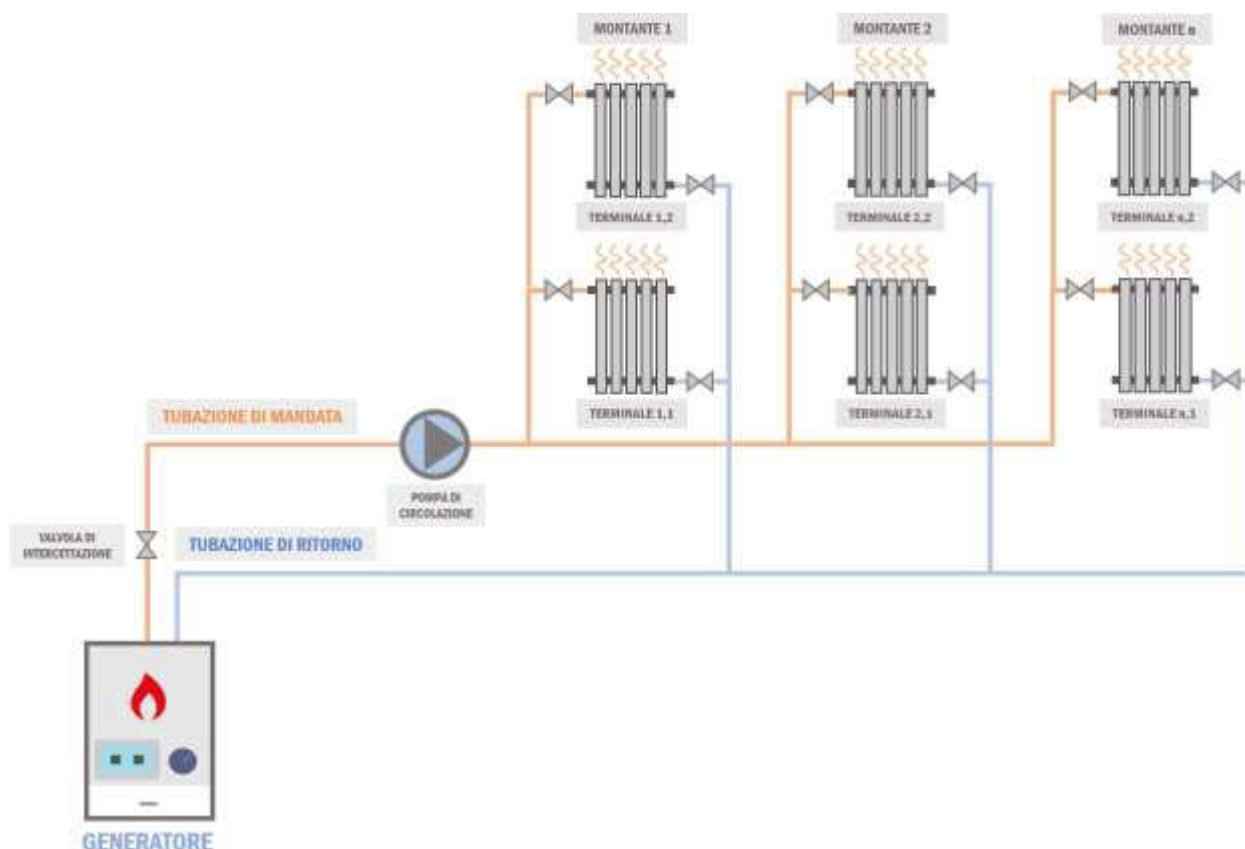 MONTANTE 1
MONTANTE 2
MONTANTE n
TERMINALE 1,2
TERMINALE 2,2
TERMINALE n,2
TERMINALE 1,1
TERMINALE 2,1
TERMINALE n,1
TUBAZIONE DI MANDATA
POMPA DI
CIRCOLAZIONE
VALVOLA DI
INTERCETTAZIONE
TUBAZIONE DI RITORNO
GENERATORE